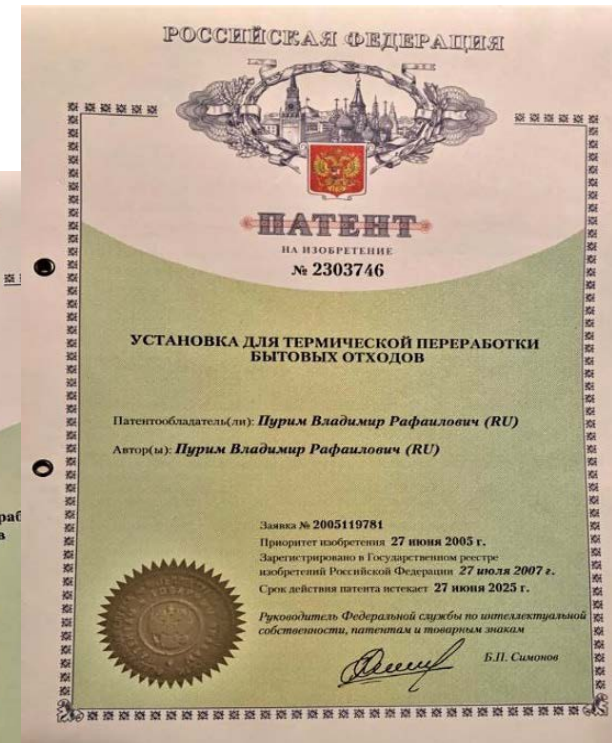 РОССИЙСКАЯ ФЕДЕРАЦИЯ
ПАТЕНТ
НА ИЗОБРЕТЕНИЕ
№ 2303746
УСТАНОВКА ДЛЯ ТЕРМИЧЕСКОЙ ПЕРЕРАБОТКИ
БЫТОВЫХ ОТХОДОВ
Патентообладатель(ли): Пурим Владимир Рафаилович (RU)
Автор(ы): Пурим Владимир Рафаилович (RU)
Заявка № 2005119781
Приоритет изобретения 27 июня 2005 г.
Зарегистрировано в Государственном реестре
изобретений Российской Федерации 27 июля 2007 г.
Срок действия патента истекает 27 июня 2025 г.
Руководитель Федеральной службы по интеллектуальной
собственности, патентам и товарным знакам
Б.П. Симонов